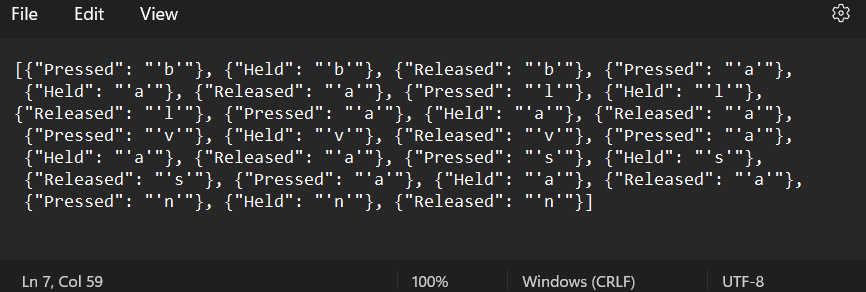 File Edit View
[{"Pressed": "'b'"}, {"Held": "'b'"}, {"Released": "'b'"}, {"Pressed": "'a'"},
{"Held": "'a'"}, {"Released": "'a'"}, {"Pressed": "'l'"}, {"Held": "'l'"},
{"Released": "'l'"}, {"Pressed": "'a'"}, {"Held": "'a'"}, {"Released": "'a'"},
{"Pressed": "'v'"}, {"Held": "'v'"}, {"Released": "'v'"}, {"Pressed": "'a'"},
{"Held": "'a'"}, {"Released": "'a'"}, {"Pressed": "'s'"}, {"Held": "'s'"},
{"Released": "'s'"}, {"Pressed": "'a'"}, {"Held": "'a'"}, {"Released": "'a'"},
{"Pressed": "'n'"}, {"Held": "'n'"}, {"Released": "'n'"}]
Ln 7, Col 59 100% Windows (CRLF) UTF-8